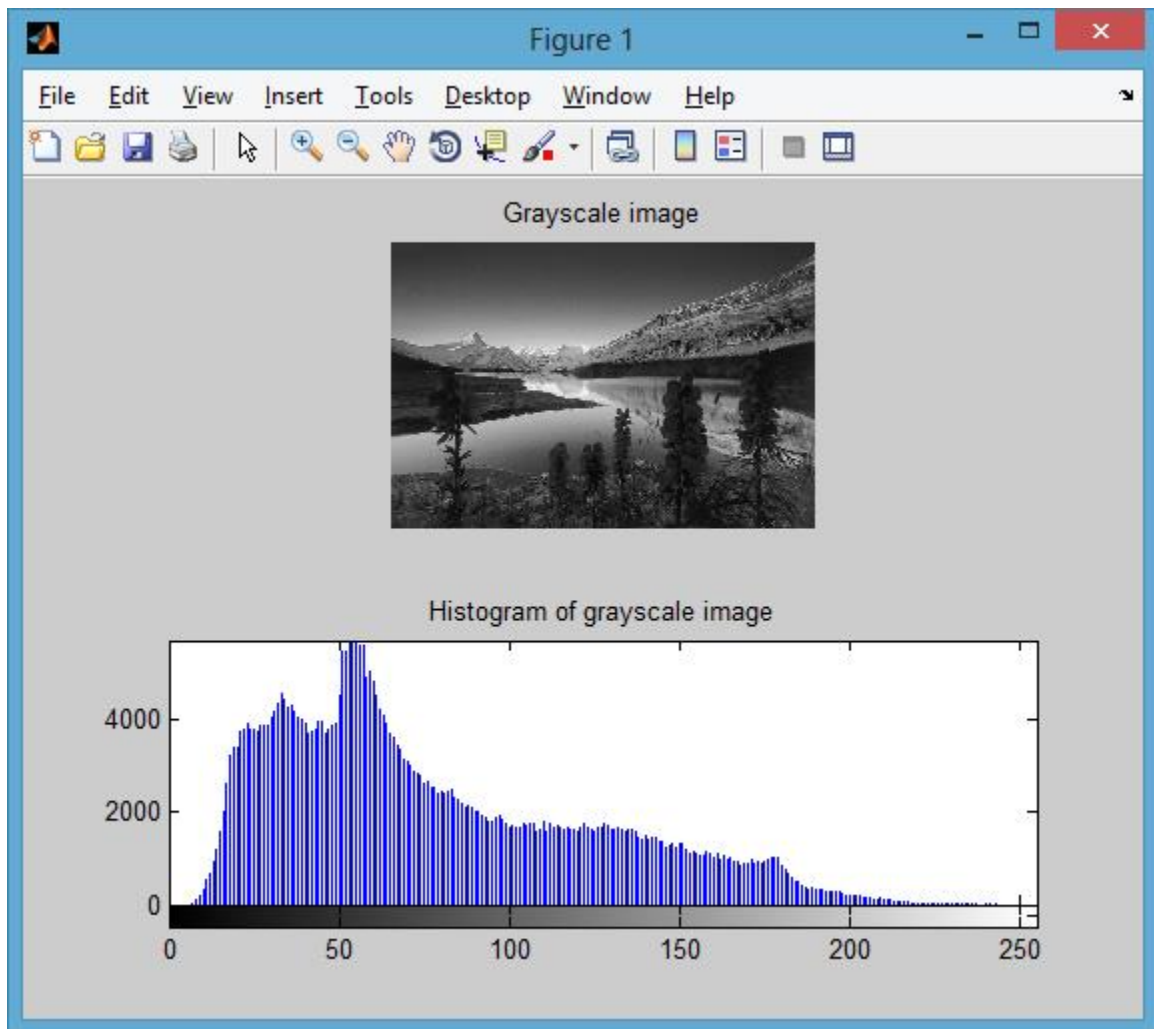 Figure 1
File Edit View Insert Tools Desktop Window Help
Grayscale image
Histogram of grayscale image
4000
2000
0
0 50 100 150 200 250